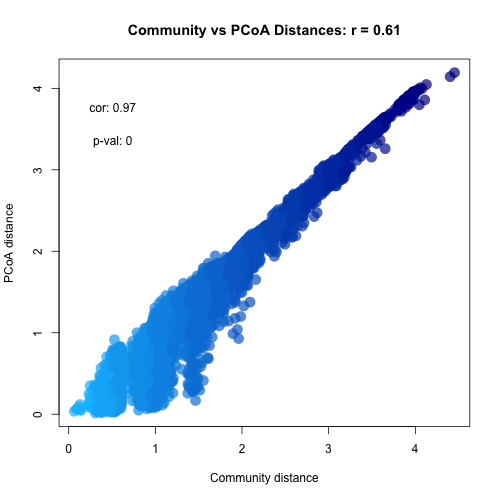 Community vs PCoA Distances: r = 0.61
cor: 0.97
p-val: 0
PCoA distance
0
1
2
3
4
0 1 2 3 4
Community distance